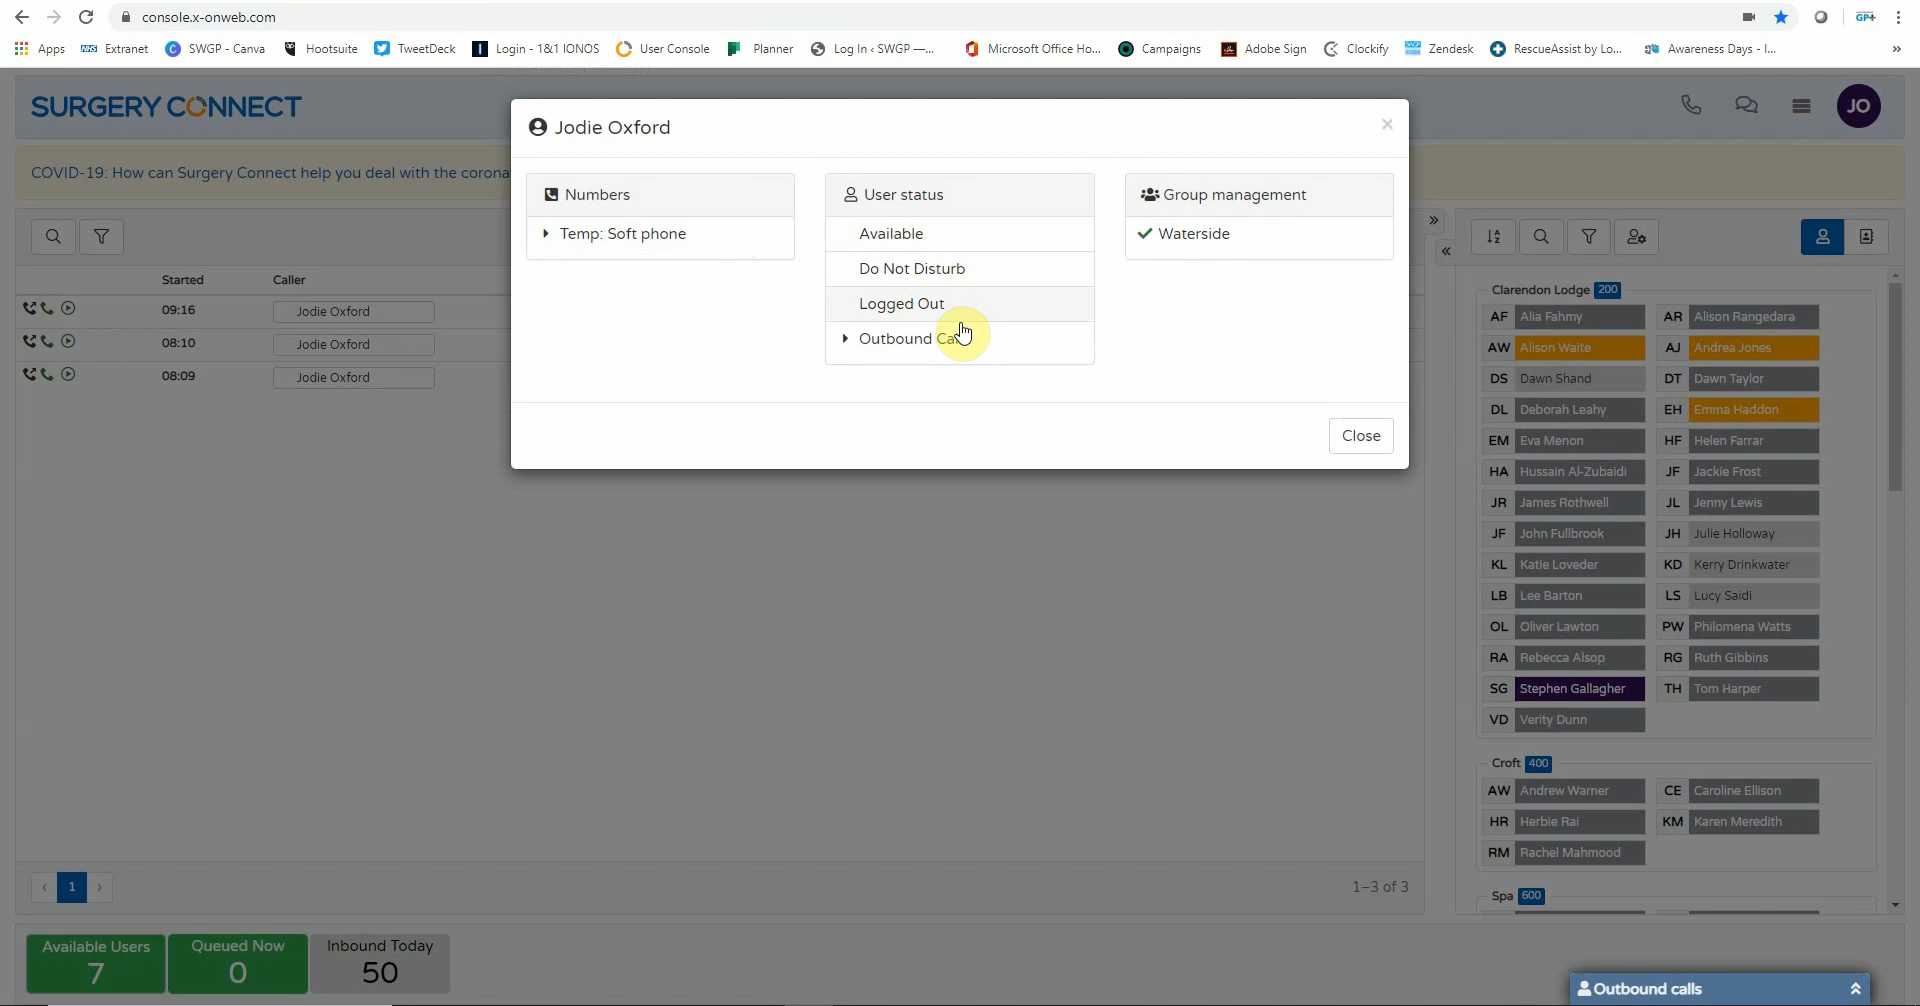 console.x-onweb.com
GP+
Apps
NHS Extranet
SWGP - Canva
Hootsuite
TweetDeck
Login - 1&1 IONOS
User Console
Planner
Log In ‹ SWGP —...
Microsoft Office Ho...
Campaigns
Adobe Sign
Clockify
Zendesk
RescueAssist by Lo...
Awareness Days - I...
SURGERY CONNECT
JO
COVID-19: How can Surgery Connect help you deal with the corona
Jodie Oxford
Numbers
Temp: Soft phone
User status
Available
Do Not Disturb
Logged Out
Outbound
Group management
Waterside
Close
Started Caller
09:16 Jodie Oxford
08:10 Jodie Oxford
08:09 Jodie Oxford
1
1–3 of 3
Clarendon Lodge 200
AF Alia Fahmy AR Alison Rangedara
AW Alison Waite AJ Andrea Jones
DS Dawn Shand DT Dawn Taylor
DL Deborah Leahy EH Emma Haddon
EM Eva Menon HF Helen Farrar
HA Hussain Al-Zubaidi JF Jackie Frost
JR James Rothwell JL Jenny Lewis
JF John Fullbrook JH Julie Holloway
KL Katie Loveder KD Kerry Drinkwater
LB Lee Barton LS Lucy Saidi
OL Oliver Lawton PW Philomena Watts
RA Rebecca Alsop RG Ruth Gibbins
SG Stephen Gallagher TH Tom Harper
VD Verity Dunn
Croft 400
AW Andrew Warner CE Caroline Ellison
HR Herbie Rai KM Karen Meredith
RM Rachel Mahmood
Spa 600
Available Users
7
Queued Now
0
Inbound Today
50
Outbound calls